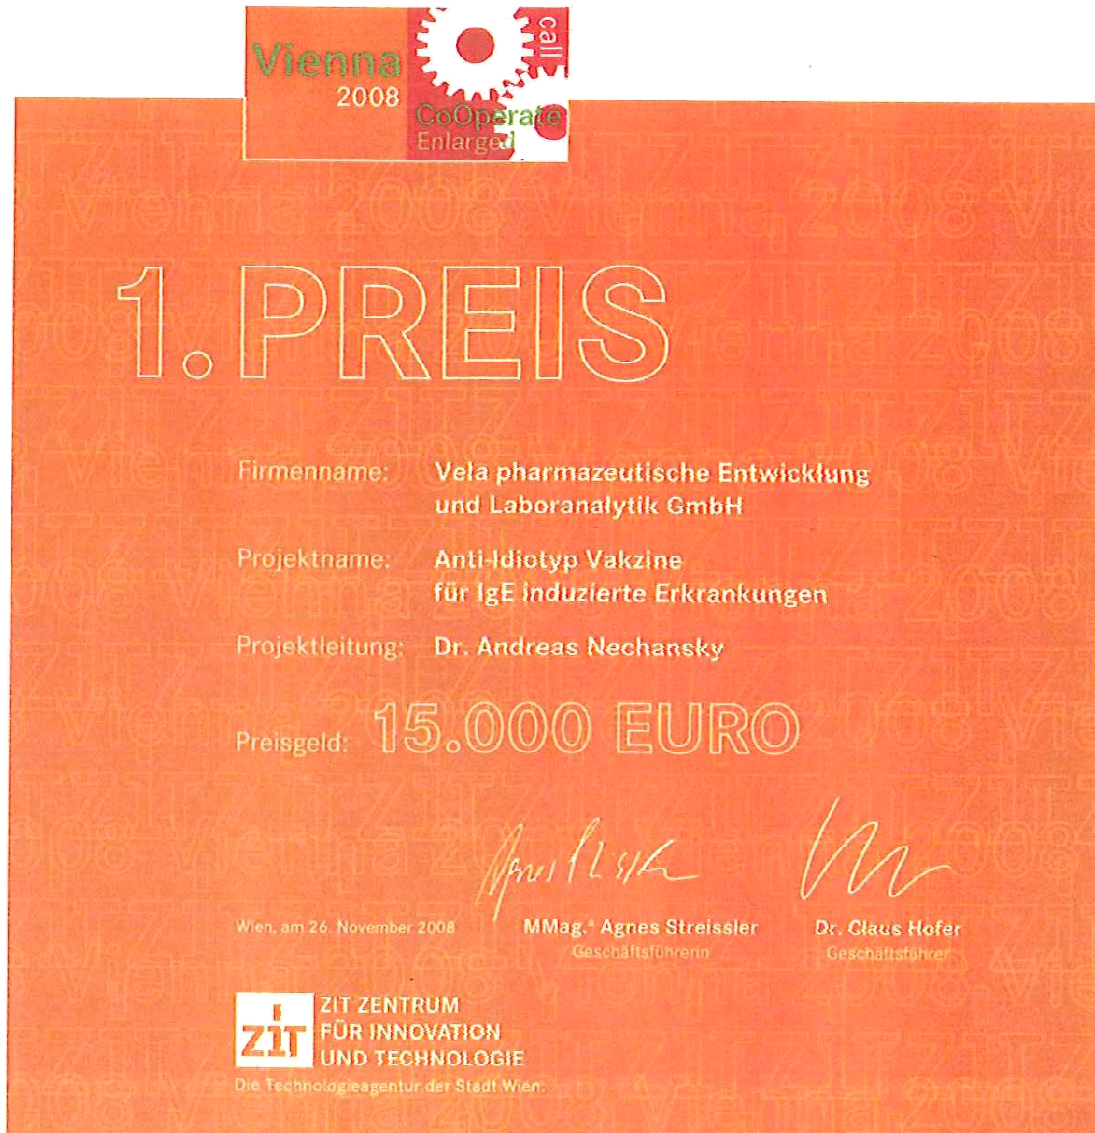 Vienna
2008
call
CoOperate
Enlarged
1. PREIS
Firmenname: Vela pharmazeutische Entwicklung
und Laboranalytik GmbH
Projektname: Anti-Idiotyp Vakzine
für IgE induzierte Erkrankungen
Projektleitung: Dr. Andreas Nechansky
Preisgeld: 15.000 EURO
Wien, am 26. November 2008
MMag.ª Agnes Streissler
Dr. Claus Hofer
Geschäftsführerin
Geschäftsführer
ZIT ZENTRUM
FÜR INNOVATION
UND TECHNOLOGIE
Die Technologieagentur der Stadt Wien.